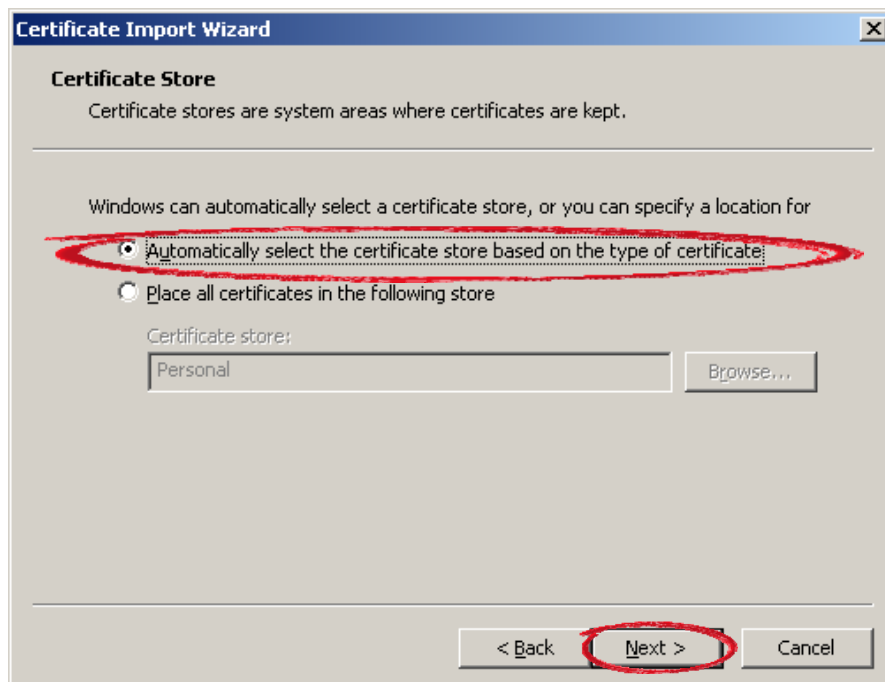 Certificate Import Wizard
Certificate Store
Certificate stores are system areas where certificates are kept.
Windows can automatically select a certificate store, or you can specify a location for
Automatically select the certificate store based on the type of certificate
Place all certificates in the following store
Certificate store:
Personal
Browse...
< Back
Next >
Cancel